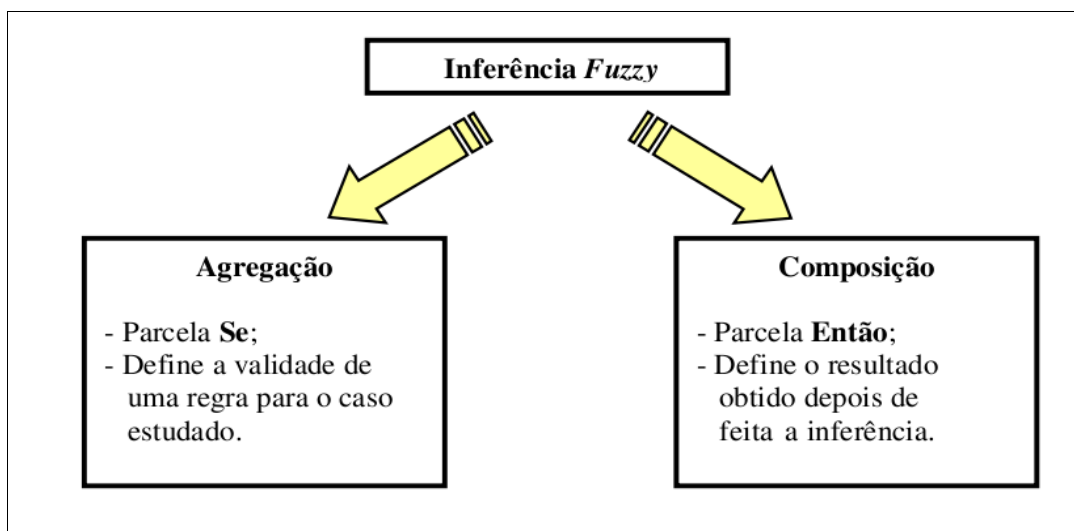 Inferência Fuzzy
Agregação
- Parcela Se;
- Define a validade de
uma regra para o caso
estudado.
Composição
- Parcela Então;
- Define o resultado
obtido depois de
feita a inferência.